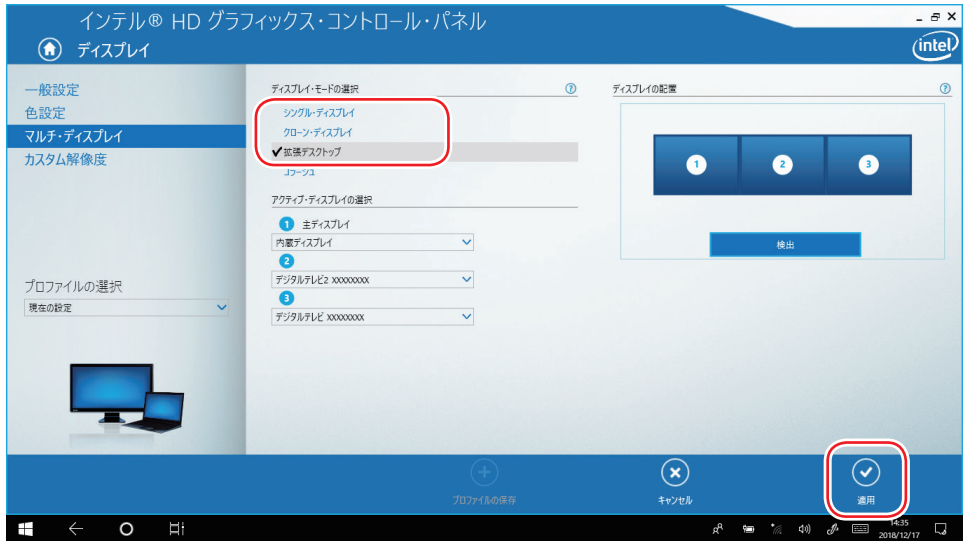 インテル® HD グラフィックス・コントロール・パネル
ディスプレイ
intel
一般設定
色設定
マルチ・ディスプレイ
カスタム解像度
プロファイルの選択
現在の設定
ディスプレイ・モードの選択
シングル・ディスプレイ
クローン・ディスプレイ
拡張デスクトップ
コラージュ
アクティブ・ディスプレイの選択
1 主ディスプレイ
内蔵ディスプレイ
2
デジタルテレビ2 xxxxxxxx
3
デジタルテレビ xxxxxxxx
ディスプレイの配置
1 2 3
検出
プロファイルの保存
キャンセル
適用
14:35
2018/12/17